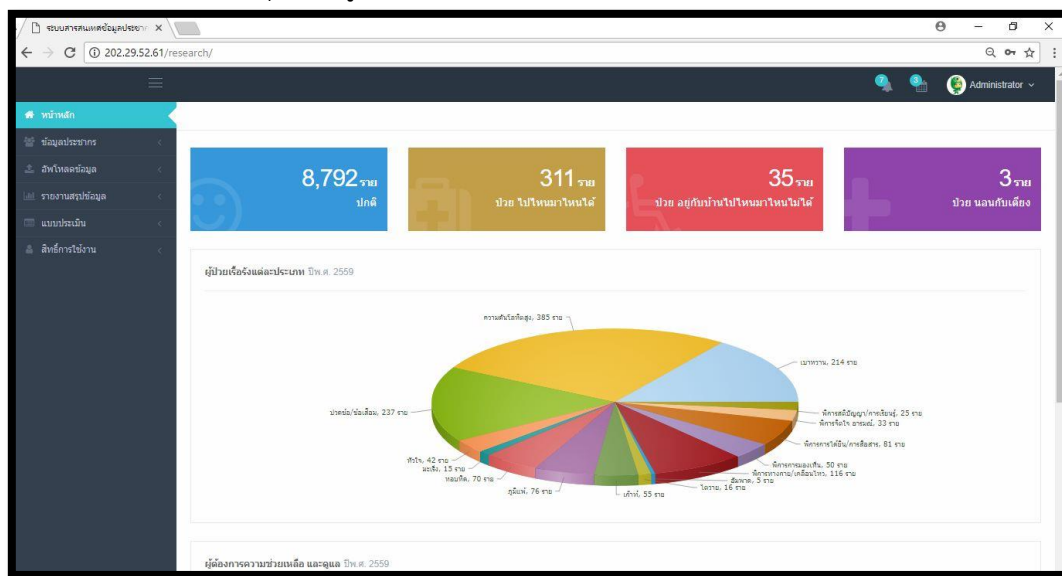 ระบบสารสนเทศข้อมูลประชาก
202.29.52.61/research/
7
3
Administrator
หน้าหลัก
ข้อมูลประชากร
อัพโหลดข้อมูล
รายงานสรุปข้อมูล
แบบประเมิน
สิทธิ์การใช้งาน
8,792 ราย
ปกติ
311 ราย
ป่วย ไปไหนมาไหนได้
35 ราย
ป่วย อยู่กับบ้านไปไหนมาไหนไม่ได้
3 ราย
ป่วย นอนกับเตียง
ผู้ป่วยเรื้อรังแต่ละประเภท ปีพ.ศ. 2559
ความดันโลหิตสูง, 385 ราย
เบาหวาน, 214 ราย
ปวดข้อ/ข้อเสื่อม, 237 ราย
พิการสติปัญญา/การเรียนรู้, 25 ราย
พิการจิตใจ อารมณ์, 33 ราย
พิการการได้ยิน/การสื่อสาร, 81 ราย
หัวใจ, 42 ราย
มะเร็ง, 15 ราย
หอบหืด, 70 ราย
พิการการมองเห็น, 50 ราย
พิการทางกาย/เคลื่อนไหว, 116 ราย
อัมพาต, 5 ราย
ไตวาย, 16 ราย
ภูมิแพ้, 76 ราย
เก๊าท์, 55 ราย
ผู้ต้องการความช่วยเหลือ และดูแล ปีพ.ศ. 2559